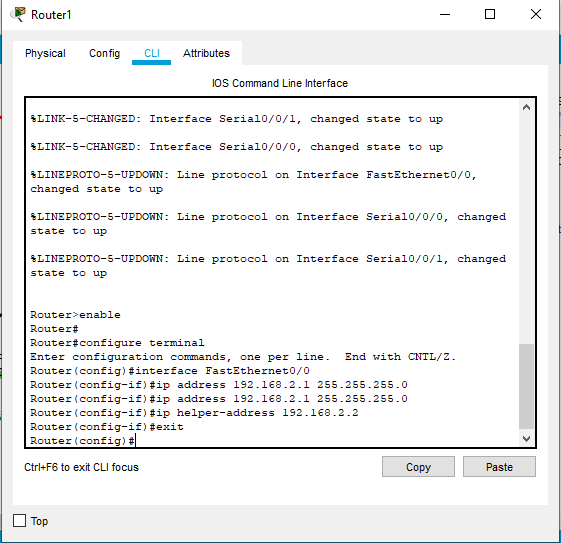 Router1
Physical Config CLI Attributes
IOS Command Line Interface
%LINK-5-CHANGED: Interface Serial0/0/1, changed state to up
%LINK-5-CHANGED: Interface Serial0/0/0, changed state to up
%LINEPROTO-5-UPDOWN: Line protocol on Interface FastEthernet0/0,
changed state to up
%LINEPROTO-5-UPDOWN: Line protocol on Interface Serial0/0/0, changed
state to up
%LINEPROTO-5-UPDOWN: Line protocol on Interface Serial0/0/1, changed
state to up
Router>enable
Router#
Router#configure terminal
Enter configuration commands, one per line.  End with CNTL/Z.
Router(config)#interface FastEthernet0/0
Router(config-if)#ip address 192.168.2.1 255.255.255.0
Router(config-if)#ip address 192.168.2.1 255.255.255.0
Router(config-if)#ip helper-address 192.168.2.2
Router(config-if)#exit
Router(config)#
Ctrl+F6 to exit CLI focus
Copy Paste
Top